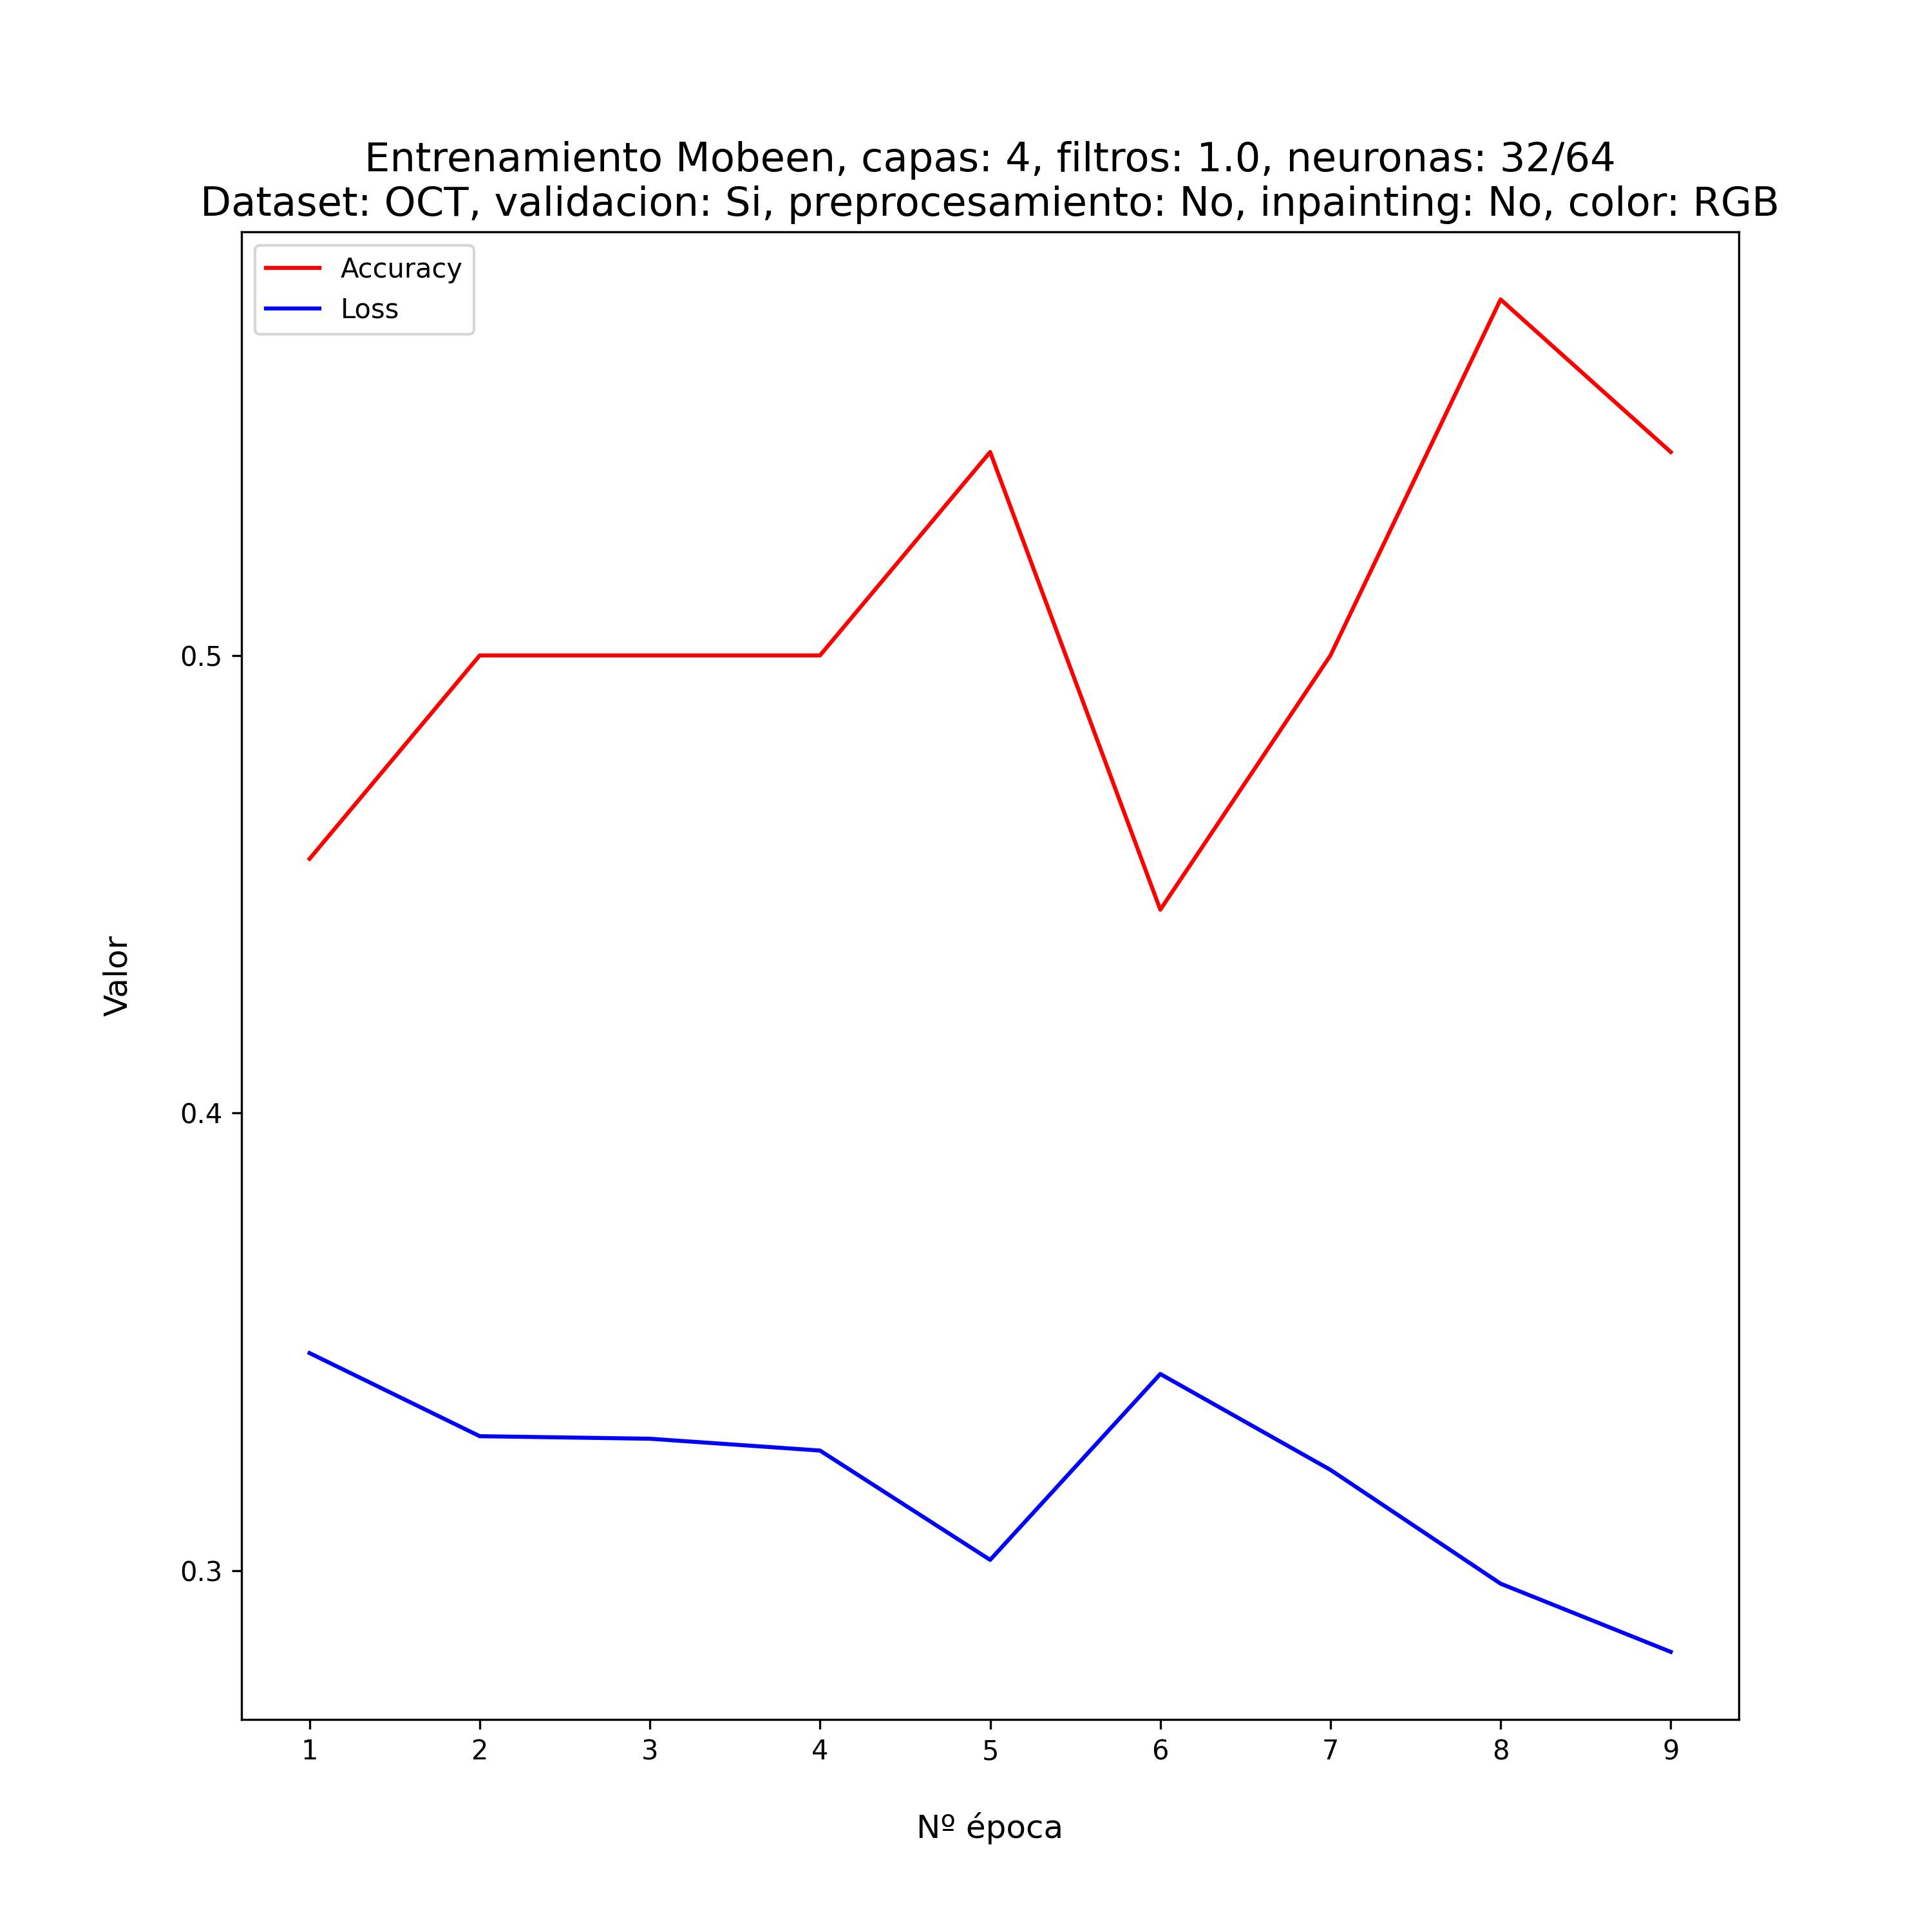 Entrenamiento Mobeen, capas: 4, filtros: 1.0, neuronas: 32/64
Dataset: OCT, validacion: Si, preprocesamiento: No, inpainting: No, color: RGB
Accuracy
Loss
Valor
0.5
0.4
0.3
1 2 3 4 5 6 7 8 9
Nº época